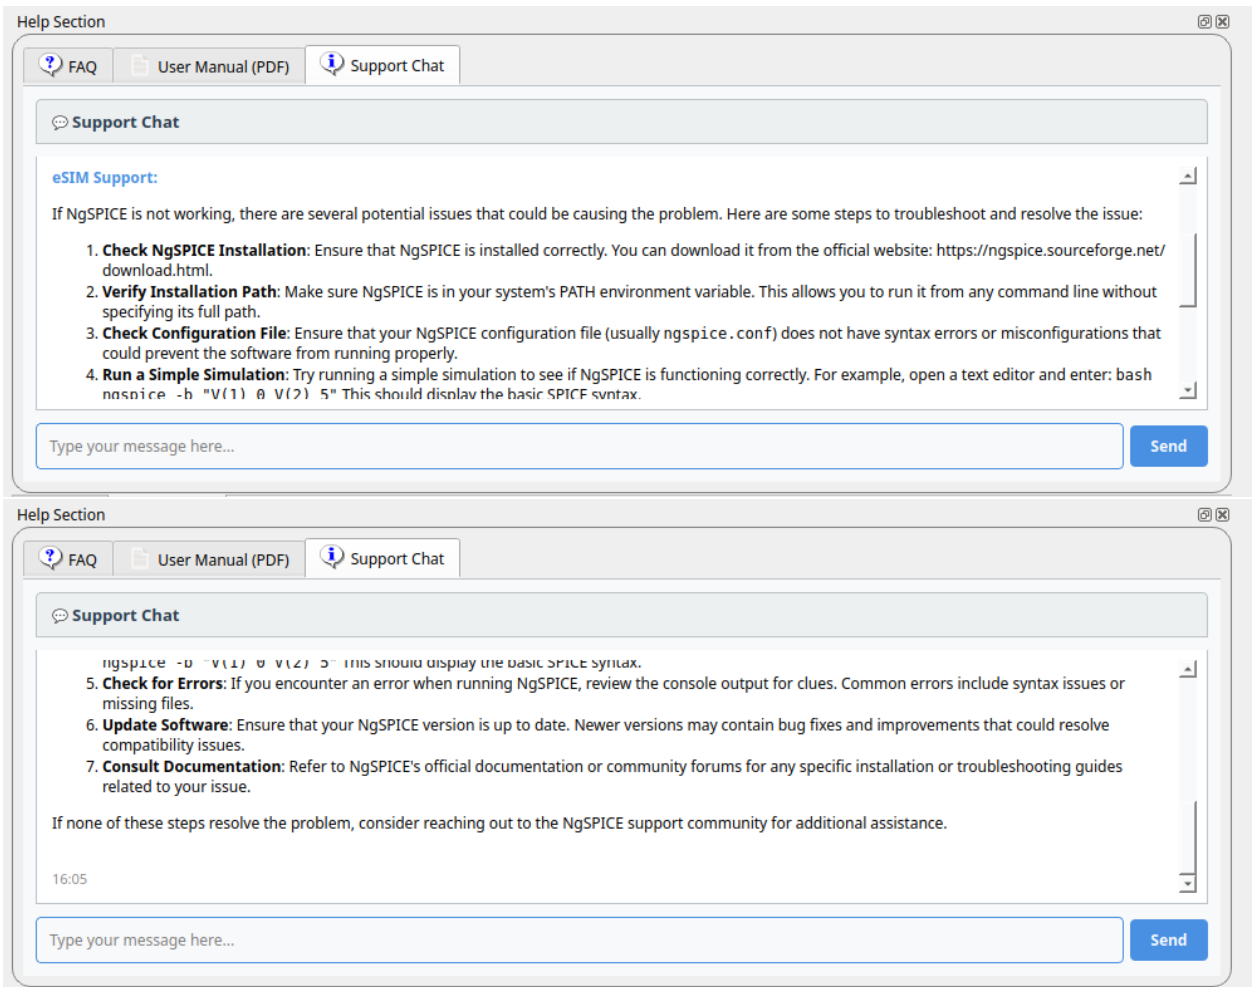 Help Section
FAQ
User Manual (PDF)
Support Chat
Support Chat
eSIM Support:
If NgSPICE is not working, there are several potential issues that could be causing the problem. Here are some steps to troubleshoot and resolve the issue:
1. Check NgSPICE Installation: Ensure that NgSPICE is installed correctly. You can download it from the official website: https://ngspice.sourceforge.net/
download.html.
2. Verify Installation Path: Make sure NgSPICE is in your system's PATH environment variable. This allows you to run it from any command line without
specifying its full path.
3. Check Configuration File: Ensure that your NgSPICE configuration file (usually ngspice.conf) does not have syntax errors or misconfigurations that
could prevent the software from running properly.
4. Run a Simple Simulation: Try running a simple simulation to see if NgSPICE is functioning correctly. For example, open a text editor and enter: bash
ngspice -b "V(1) 0 V(2) 5" This should display the basic SPICE syntax.
Type your message here...
Send
Help Section
FAQ
User Manual (PDF)
Support Chat
Support Chat
ngspice -b "V(1) 0 V(2) 5" This should display the basic SPICE syntax.
5. Check for Errors: If you encounter an error when running NgSPICE, review the console output for clues. Common errors include syntax issues or
missing files.
6. Update Software: Ensure that your NgSPICE version is up to date. Newer versions may contain bug fixes and improvements that could resolve
compatibility issues.
7. Consult Documentation: Refer to NgSPICE's official documentation or community forums for any specific installation or troubleshooting guides
related to your issue.
If none of these steps resolve the problem, consider reaching out to the NgSPICE support community for additional assistance.
16:05
Type your message here...
Send